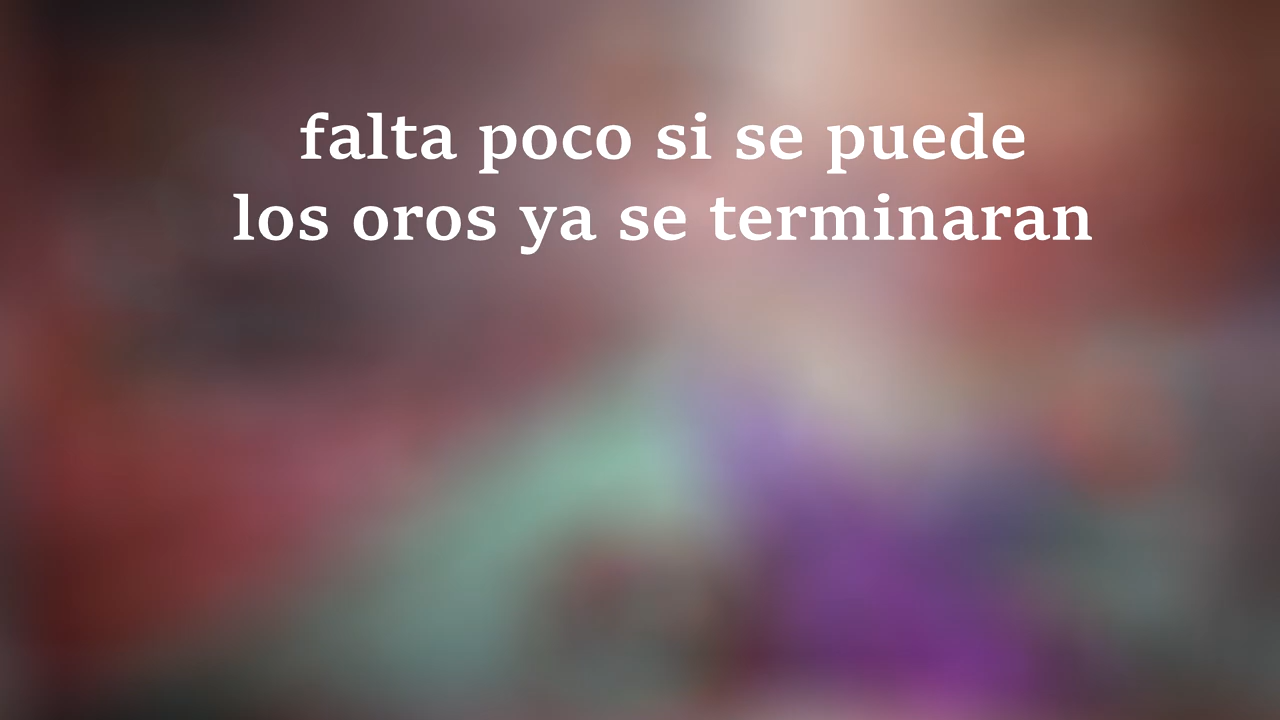 falta poco si se puede
los oros ya se terminaran